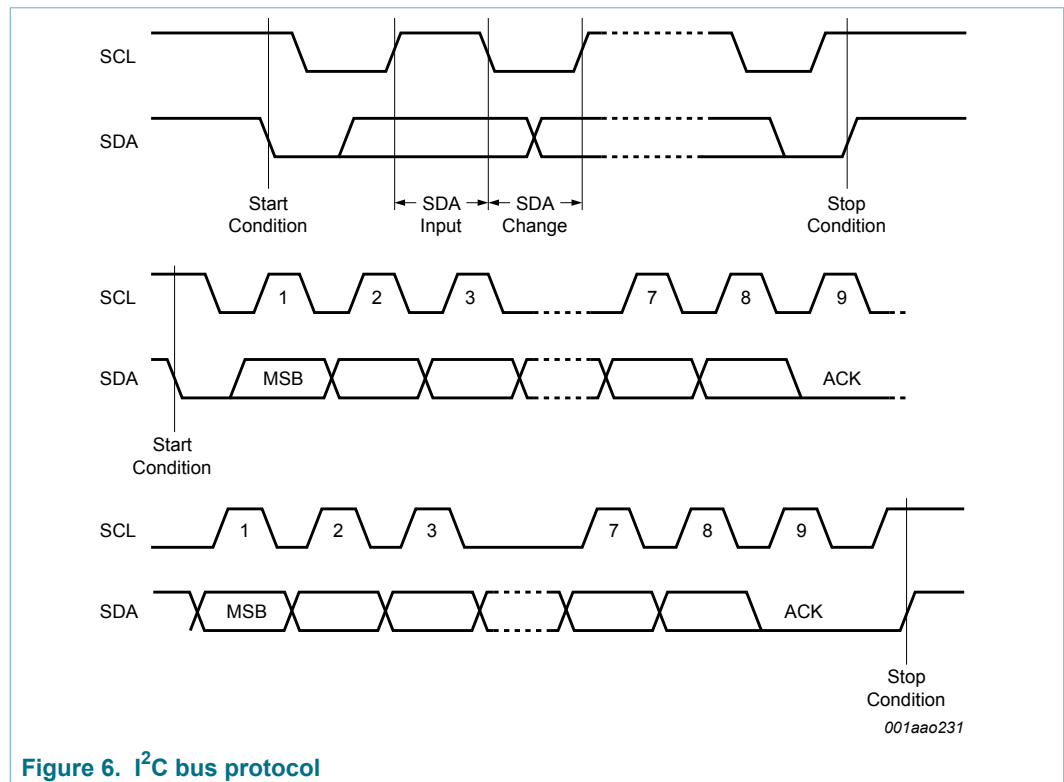 SCL
SDA
Start
Condition
SDA
Input
SDA
Change
Stop
Condition
SCL
1 2 3 7 8 9
SDA
MSB ACK
Start
Condition
SCL
1 2 3 7 8 9
SDA
MSB ACK
Stop
Condition
001aao231
Figure 6. I²C bus protocol